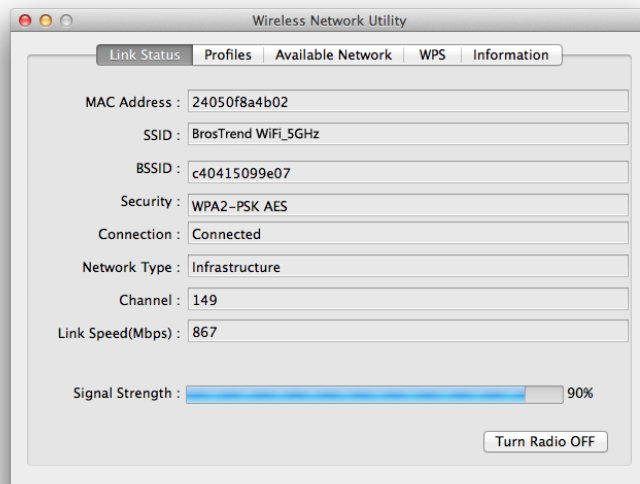 Wireless Network Utility
Link Status Profiles Available Network WPS Information
MAC Address : 24050f8a4b02
SSID : BrosTrend WiFi_5GHz
BSSID : c40415099e07
Security : WPA2-PSK AES
Connection : Connected
Network Type : Infrastructure
Channel : 149
Link Speed(Mbps) : 867
Signal Strength : 90%
Turn Radio OFF